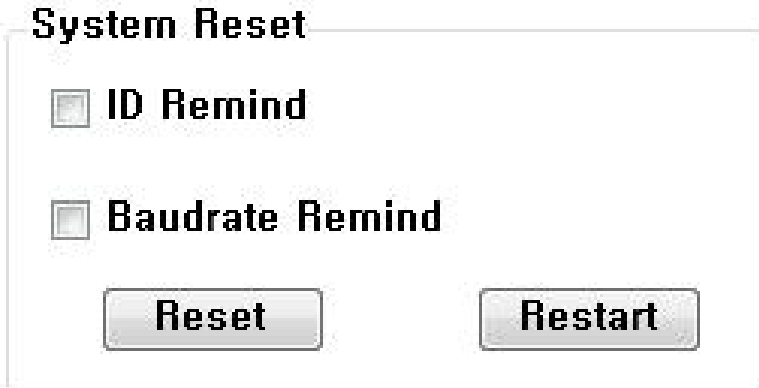 System Reset
ID Remind
Baudrate Remind
Reset Restart